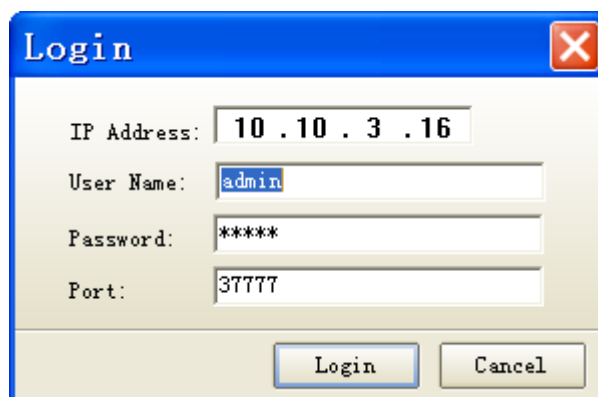 Login
IP Address: 10 .10 . 3 .16
User Name: admin
Password: *****
Port: 37777
Login Cancel